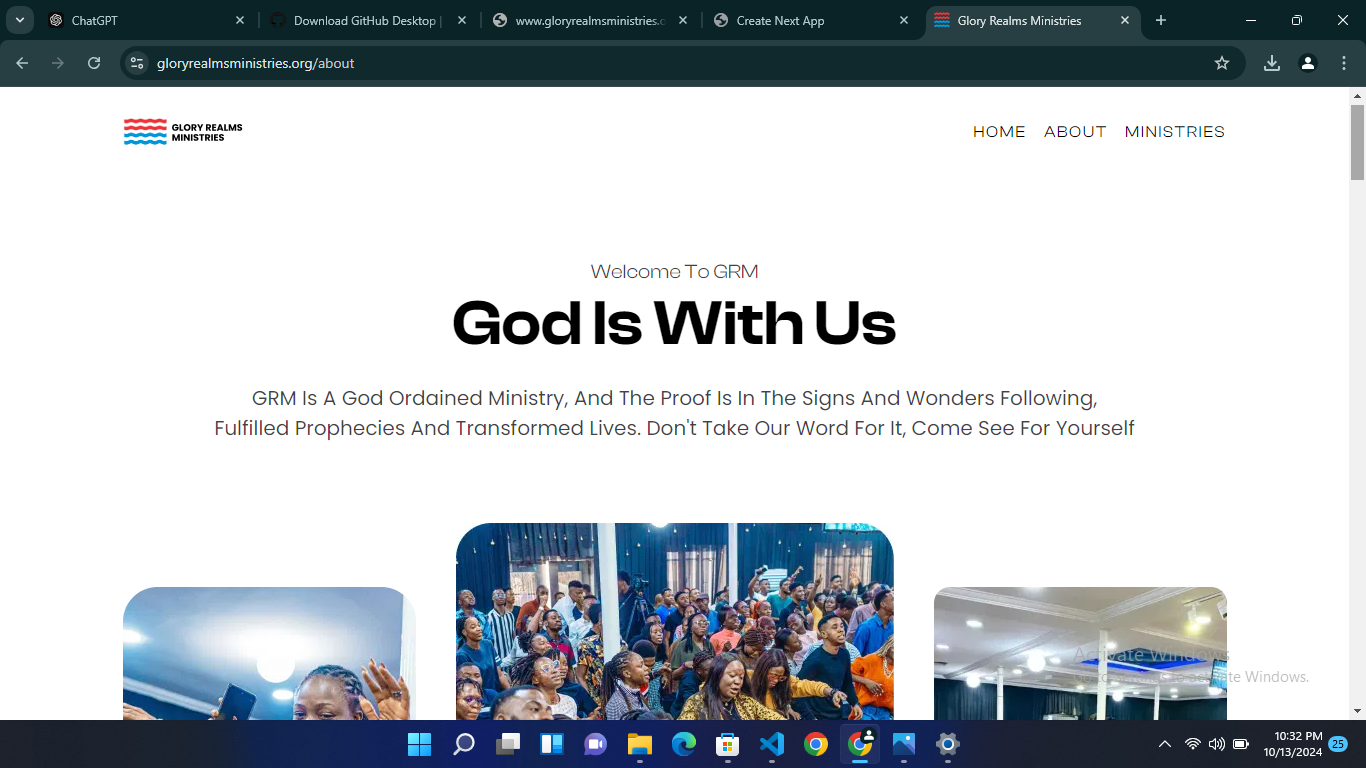 ChatGPT
Download GitHub Desktop |
www.gloryrealmsministries.o
Create Next App
Glory Realms Ministries
gloryrealmsministries.org/about
GLORY REALMS
MINISTRIES
HOME ABOUT MINISTRIES
Welcome To GRM
God Is With Us
GRM Is A God Ordained Ministry, And The Proof Is In The Signs And Wonders Following,
Fulfilled Prophecies And Transformed Lives. Don't Take Our Word For It, Come See For Yourself
Activate Windows
Windows.
10:32 PM
10/13/2024
25